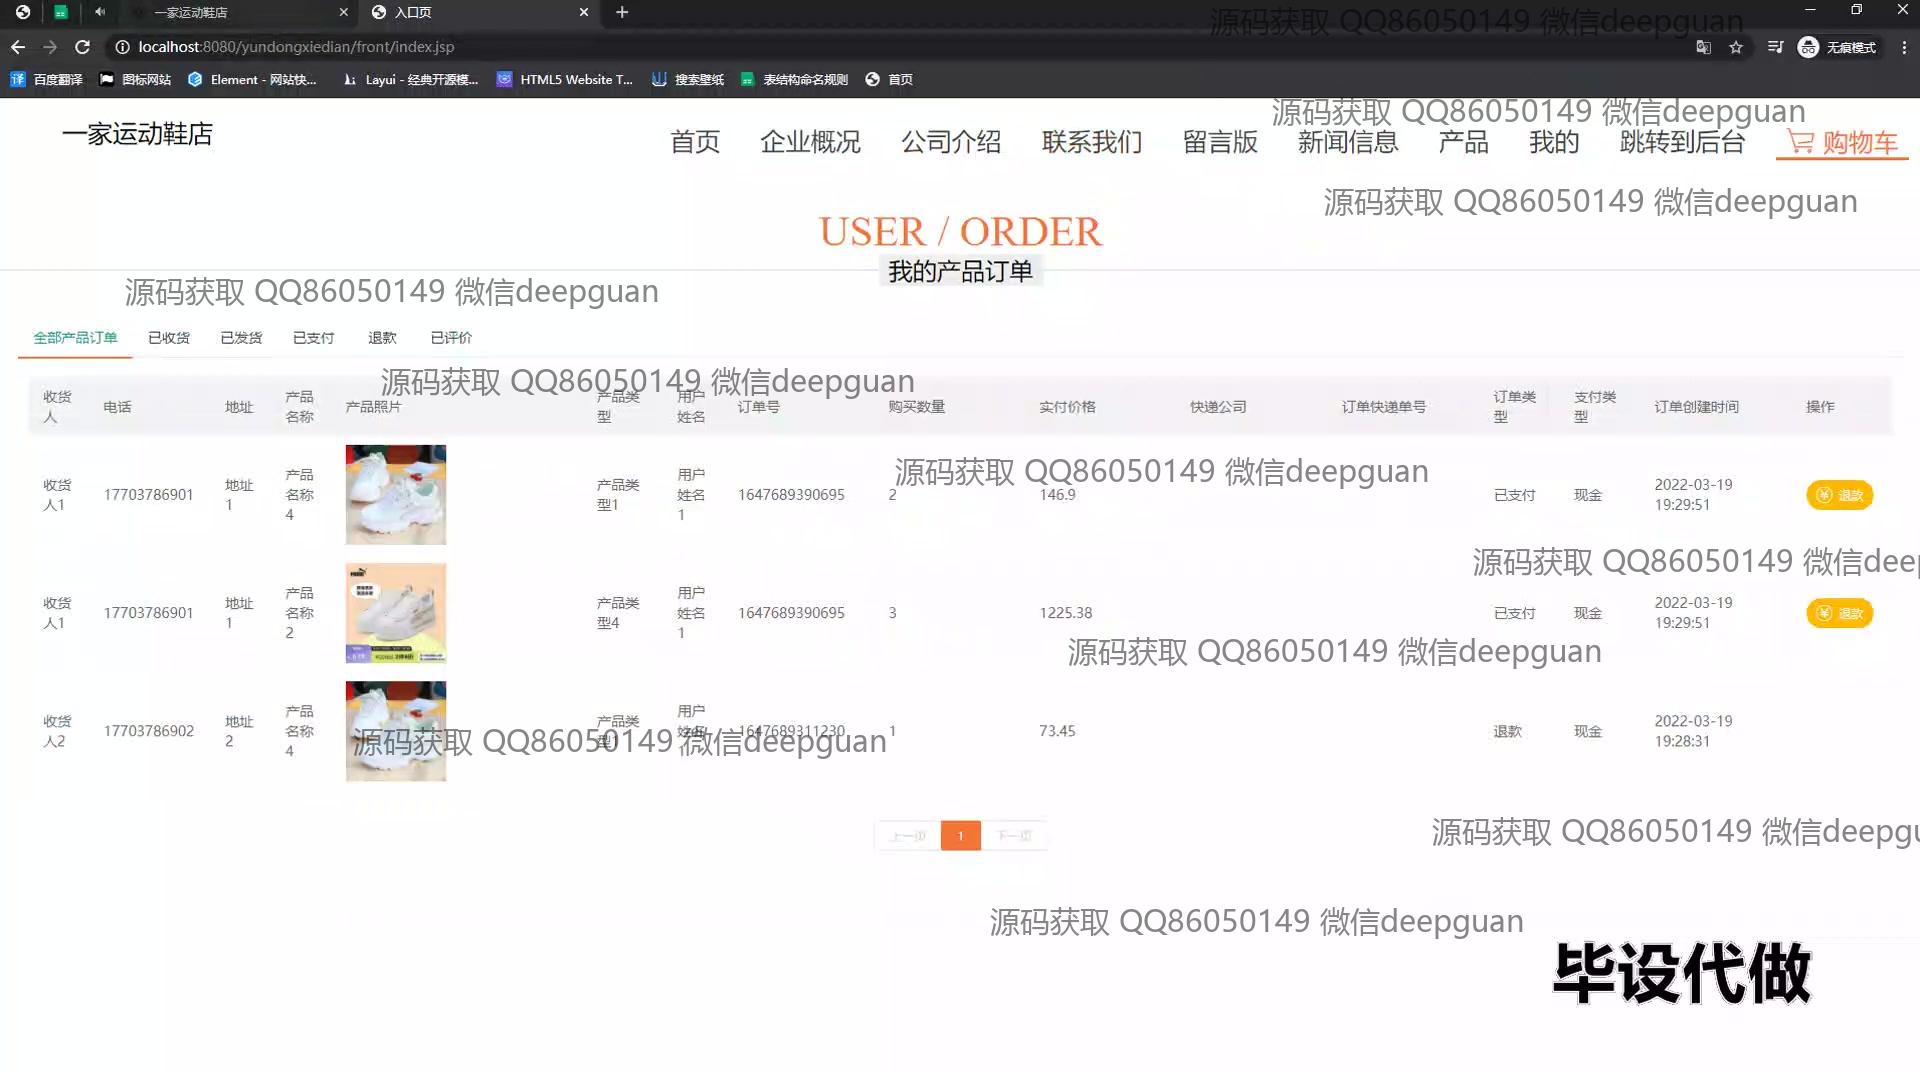 一家运动鞋店
入口页
localhost:8080/yundongxiedian/front/index.jsp
无痕模式
百度翻译 图标网站 Element - 网站快... Layui - 经典开源模... HTML5 Website T... 搜索壁纸 表结构命名规则 首页
源码获取 QQ86050149 微信deepguan
源码获取 QQ86050149 微信deepguan
一家运动鞋店
首页 企业概况 公司介绍 联系我们 留言版 新闻信息 产品 我的 跳转到后台 购物车
源码获取 QQ86050149 微信deepguan
USER / ORDER
我的产品订单
源码获取 QQ86050149 微信deepguan
全部产品订单 已收货 已发货 已支付 退款 已评价
源码获取 QQ86050149 微信deepguan
收货人 电话 地址 产品名称 产品照片 产品类型 用户姓名 订单号 购买数量 实付价格 快递公司 订单快递单号 订单类型 支付类型 订单创建时间 操作
源码获取 QQ86050149 微信deepguan
收货人1 17703786901 地址1 产品名称4 产品类型1 用户姓名1 1647689390695 2 146.9 已支付 现金 2022-03-19 19:29:51 退款
源码获取 QQ86050149 微信deep
收货人1 17703786901 地址1 产品名称2 产品类型4 用户姓名1 1647689390695 3 1225.38 已支付 现金 2022-03-19 19:29:51 退款
源码获取 QQ86050149 微信deepguan
收货人2 17703786902 地址2 产品名称4 产品类型1 用户姓名1 1647689311230 1 73.45 退款 现金 2022-03-19 19:28:31
源码获取 QQ86050149 微信deepguan
上一页 1 下一页
源码获取 QQ86050149 微信deepgu
源码获取 QQ86050149 微信deepguan
毕设代做